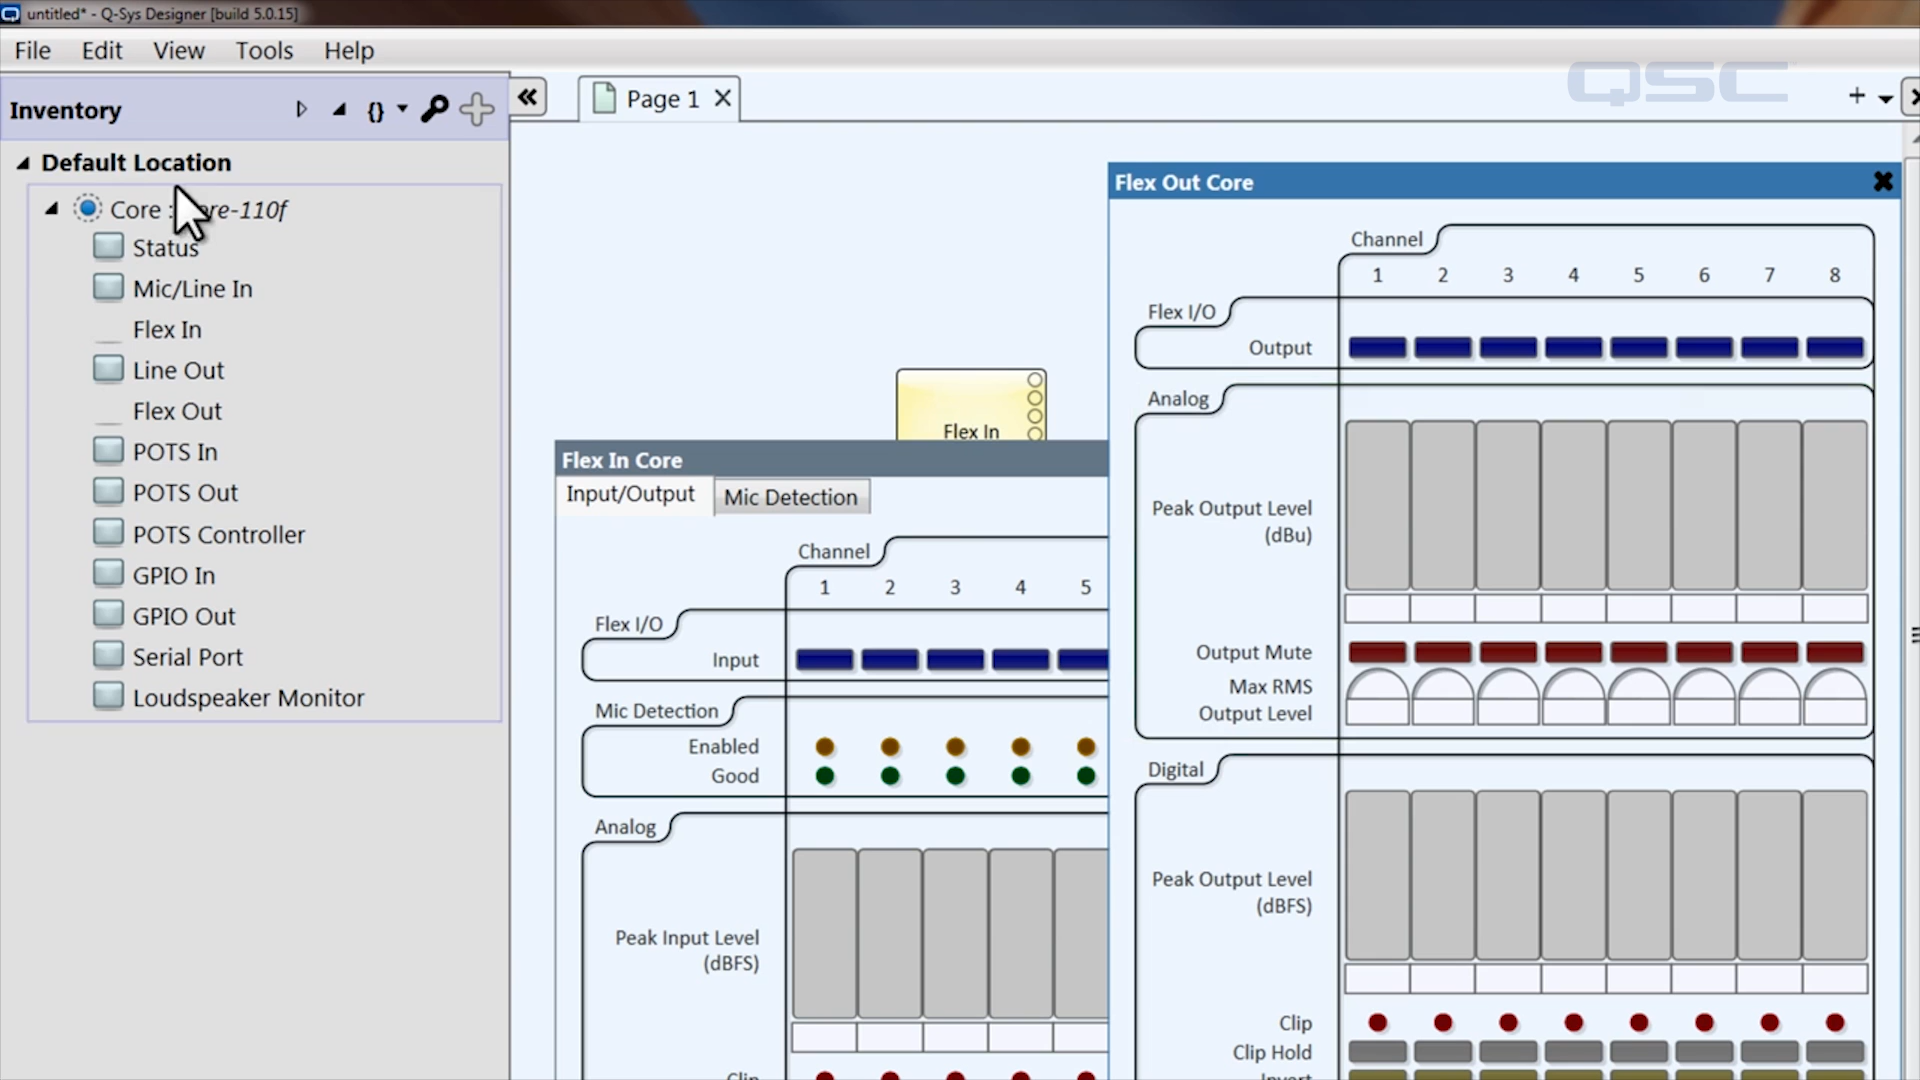 untitled* - Q-Sys Designer [build 5.0.15]
File Edit View Tools Help
QSC
Inventory {}
Page 1
Default Location
Core : re-110f
Status
Mic/Line In
Flex In
Line Out
Flex Out
POTS In
POTS Out
POTS Controller
GPIO In
GPIO Out
Serial Port
Loudspeaker Monitor
Flex In
Flex In Core
Input/Output Mic Detection
Channel
1 2 3 4 5
Flex I/O
Input
Mic Detection
Enabled
Good
Analog
Peak Input Level
(dBFS)
Clip
Flex Out Core
Channel
1 2 3 4 5 6 7 8
Flex I/O
Output
Analog
Peak Output Level
(dBu)
Output Mute
Max RMS
Output Level
Digital
Peak Output Level
(dBFS)
Clip
Clip Hold
Invert